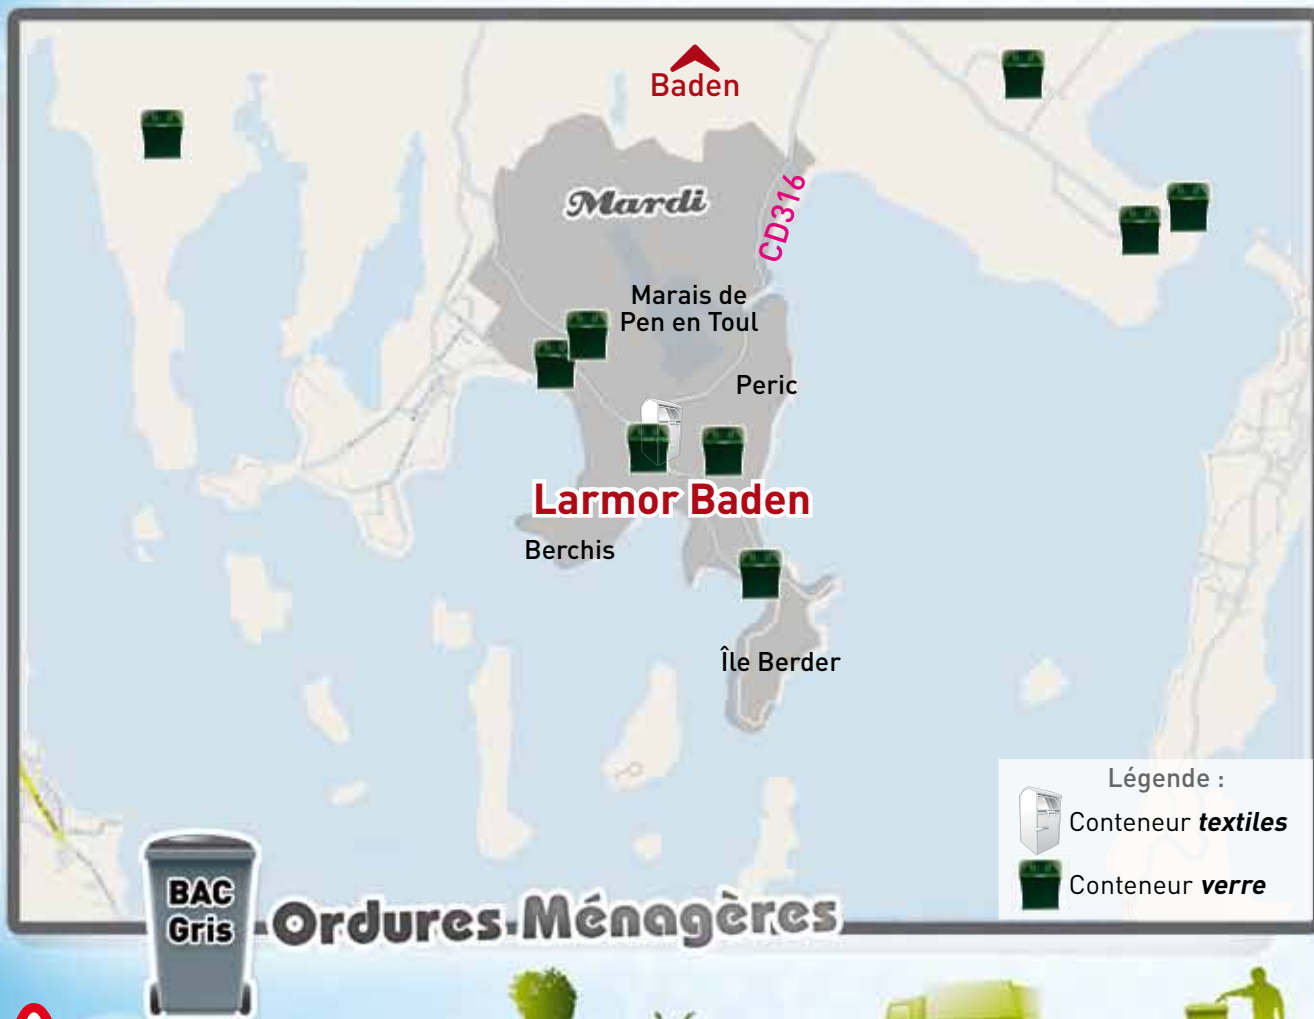 Baden
Mardi
CD316
Marais de
Pen en Toul
Peric
Larmor Baden
Berchis
Île Berder
Légende :
Conteneur textiles
Conteneur verre
BAC
Gris
Ordures Ménagères